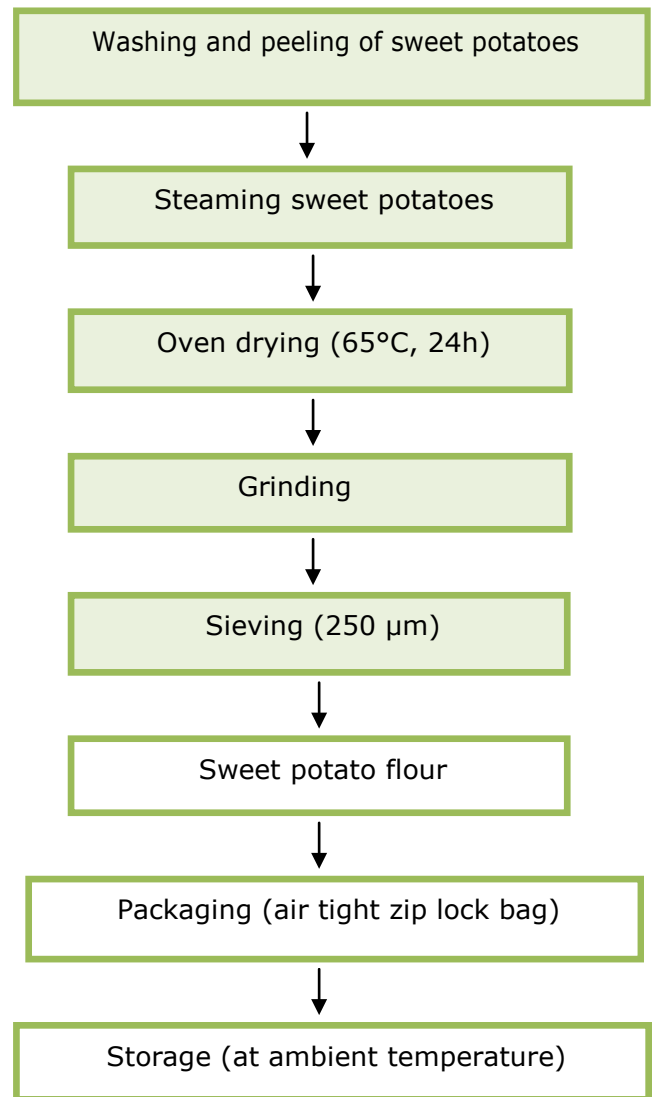 Washing and peeling of sweet potatoes
Steaming sweet potatoes
Oven drying (65°C, 24h)
Grinding
Sieving (250 µm)
Sweet potato flour
Packaging (air tight zip lock bag)
Storage (at ambient temperature)